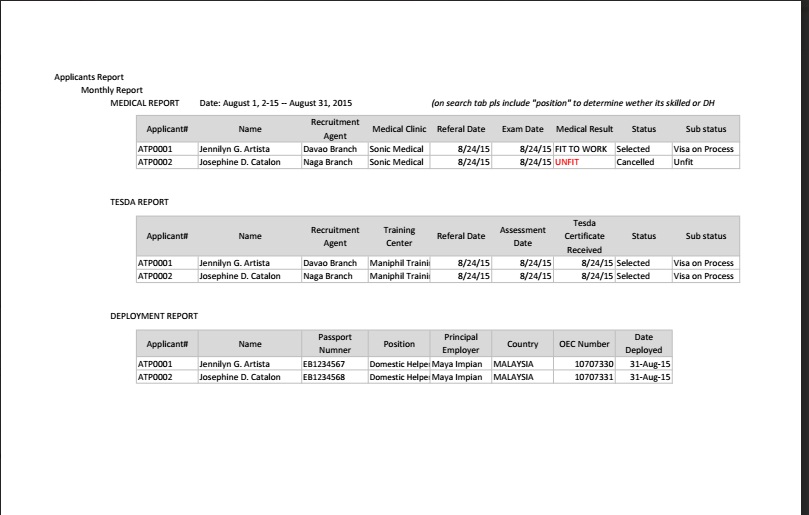 Applicants Report
Monthly Report
MEDICAL REPORT Date: August 1, 2-15 -- August 31, 2015 (on search tab pls include "position" to determine wether its skilled or DH
Applicant# Name Recruitment Agent Medical Clinic Referal Date Exam Date Medical Result Status Sub status
ATP0001 Jennilyn G. Artista Davao Branch Sonic Medical 8/24/15 8/24/15 FIT TO WORK Selected Visa on Process
ATP0002 Josephine D. Catalon Naga Branch Sonic Medical 8/24/15 8/24/15 UNFIT Cancelled Unfit
TESDA REPORT
Applicant# Name Recruitment Agent Training Center Referal Date Assessment Date Tesda Certificate Received Status Sub status
ATP0001 Jennilyn G. Artista Davao Branch Maniphil Traini 8/24/15 8/24/15 8/24/15 Selected Visa on Process
ATP0002 Josephine D. Catalon Naga Branch Maniphil Traini 8/24/15 8/24/15 8/24/15 Selected Visa on Process
DEPLOYMENT REPORT
Applicant# Name Passport Numner Position Principal Employer Country OEC Number Date Deployed
ATP0001 Jennilyn G. Artista EB1234567 Domestic Helper Maya Impian MALAYSIA 10707330 31-Aug-15
ATP0002 Josephine D. Catalon EB1234568 Domestic Helper Maya Impian MALAYSIA 10707331 31-Aug-15